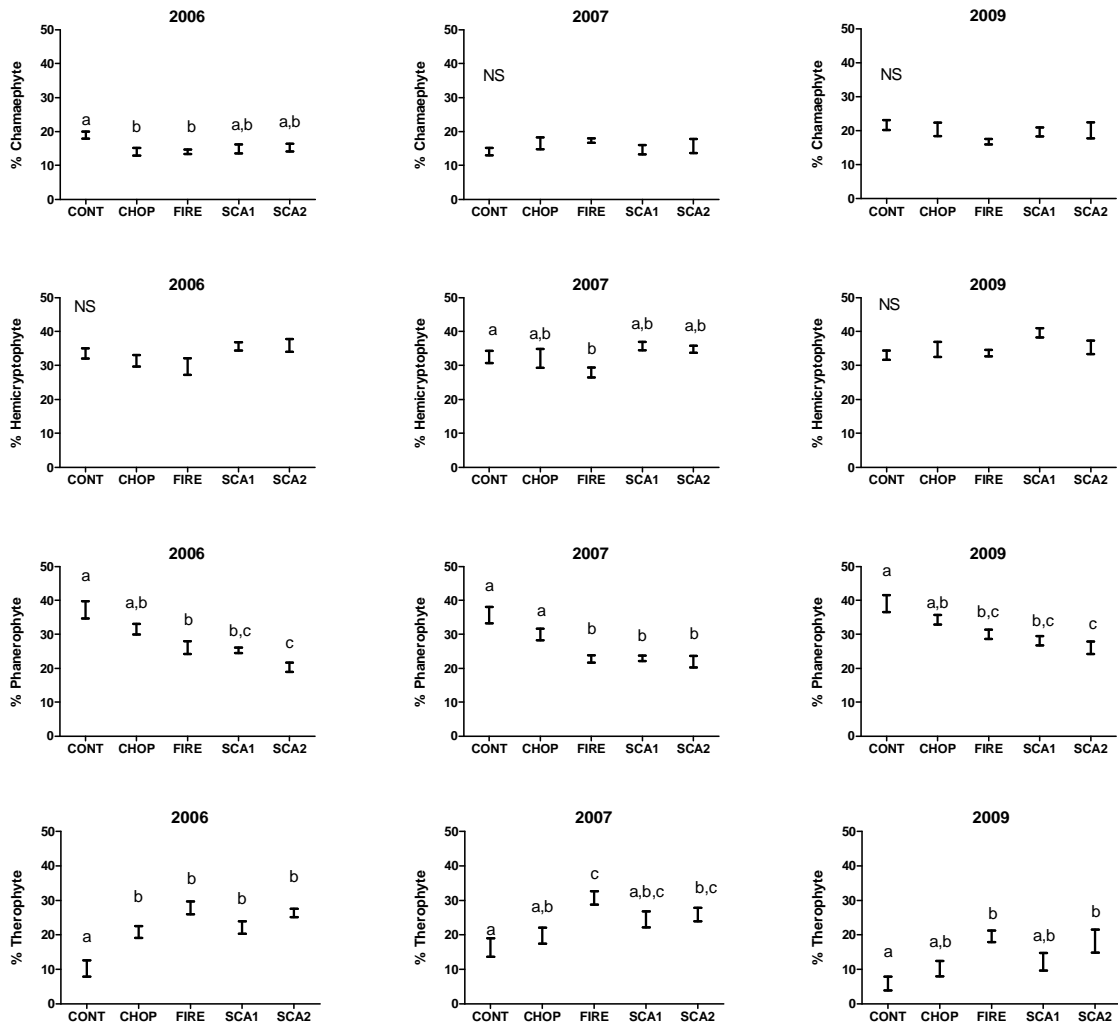 2006 2007 2009
% Chamaephyte % Chamaephyte % Chamaephyte
50 50 50
40 40 40
NS NS
30 30 30
a b b a,b a,b
20 20 20
10 10 10
0 0 0
CONT CHOP FIRE SCA1 SCA2 CONT CHOP FIRE SCA1 SCA2 CONT CHOP FIRE SCA1 SCA2
2006 2007 2009
% Hemicryptophyte % Hemicryptophyte % Hemicryptophyte
50 50 50
NS NS
40 40 40
a a,b b a,b a,b
30 30 30
20 20 20
10 10 10
0 0 0
CONT CHOP FIRE SCA1 SCA2 CONT CHOP FIRE SCA1 SCA2 CONT CHOP FIRE SCA1 SCA2
2006 2007 2009
% Phanerophyte % Phanerophyte % Phanerophyte
50 50 50
a a,b b b,c c a a b b b a a,b b,c b,c c
40 40 40
30 30 30
20 20 20
10 10 10
0 0 0
CONT CHOP FIRE SCA1 SCA2 CONT CHOP FIRE SCA1 SCA2 CONT CHOP FIRE SCA1 SCA2
2006 2007 2009
% Therophyte % Therophyte % Therophyte
50 50 50
40 40 40
a b b b b a a,b c a,b,c b,c a a,b b a,b b
30 30 30
20 20 20
10 10 10
0 0 0
CONT CHOP FIRE SCA1 SCA2 CONT CHOP FIRE SCA1 SCA2 CONT CHOP FIRE SCA1 SCA2